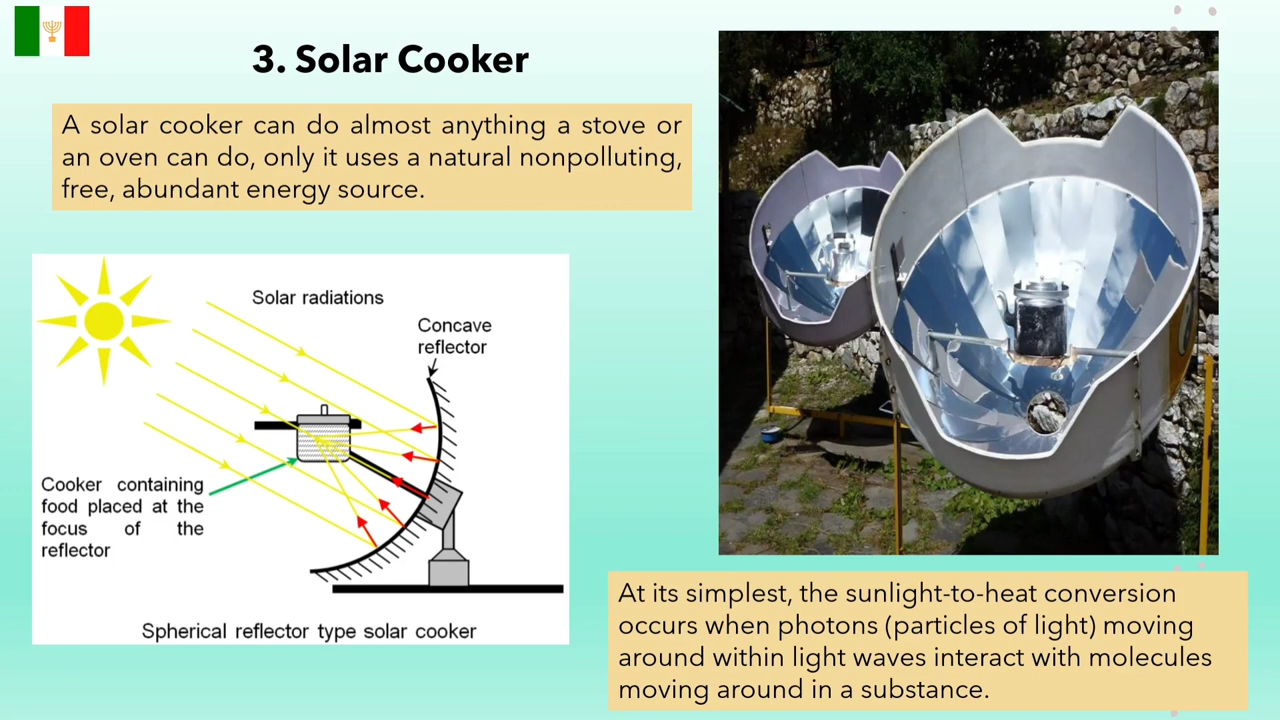 3. Solar Cooker
A solar cooker can do almost anything a stove or
an oven can do, only it uses a natural nonpolluting,
free, abundant energy source.
Solar radiations
Concave
reflector
Cooker containing
food placed at the
focus of the
reflector
Spherical reflector type solar cooker
At its simplest, the sunlight-to-heat conversion
occurs when photons (particles of light) moving
around within light waves interact with molecules
moving around in a substance.